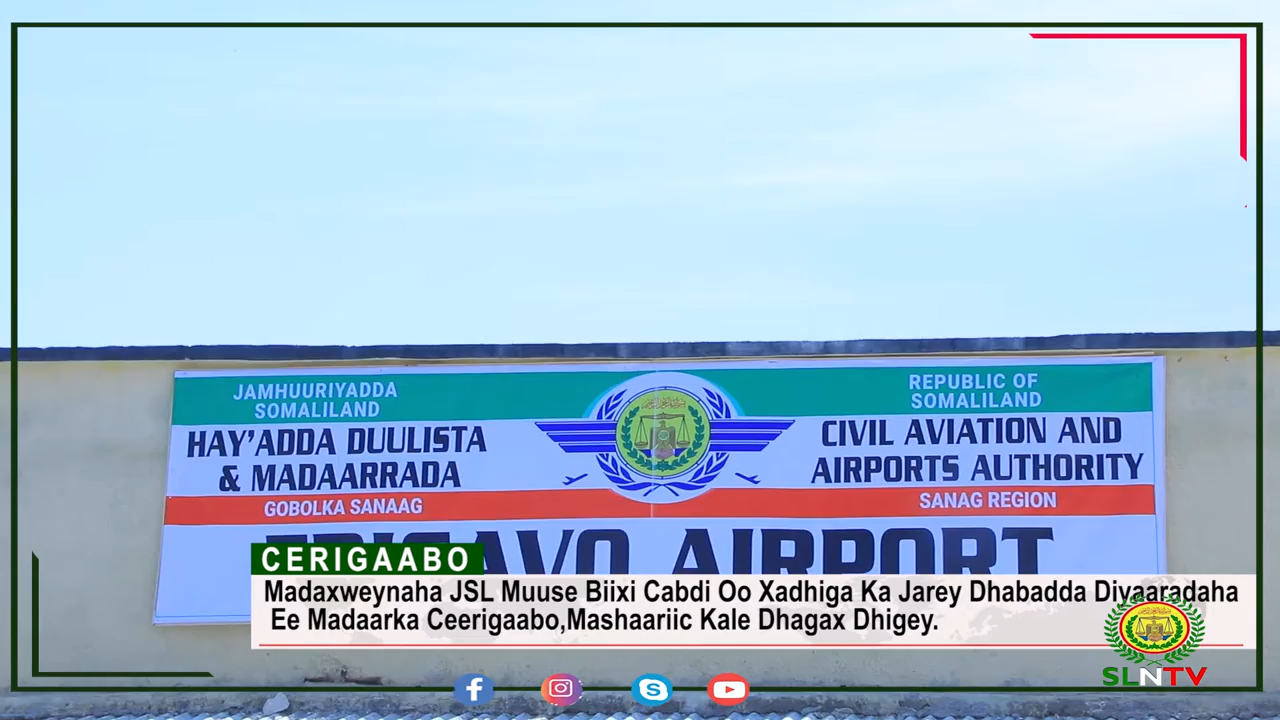 JAMHUURIYADDA
SOMALILAND
HAY'ADDA DUULISTA
& MADAARRADA
GOBOLKA SANAAG
REPUBLIC OF
SOMALILAND
CIVIL AVIATION AND
AIRPORTS AUTHORITY
SANAG REGION
ERIGAVO AIRPORT
CERIGAABO
Madaxweynaha JSL Muuse Biixi Cabdi Oo Xadhiga Ka Jarey Dhabadda Diyaaradaha
Ee Madaarka Ceerigaabo,Mashaariic Kale Dhagax Dhigey.
SLNTV